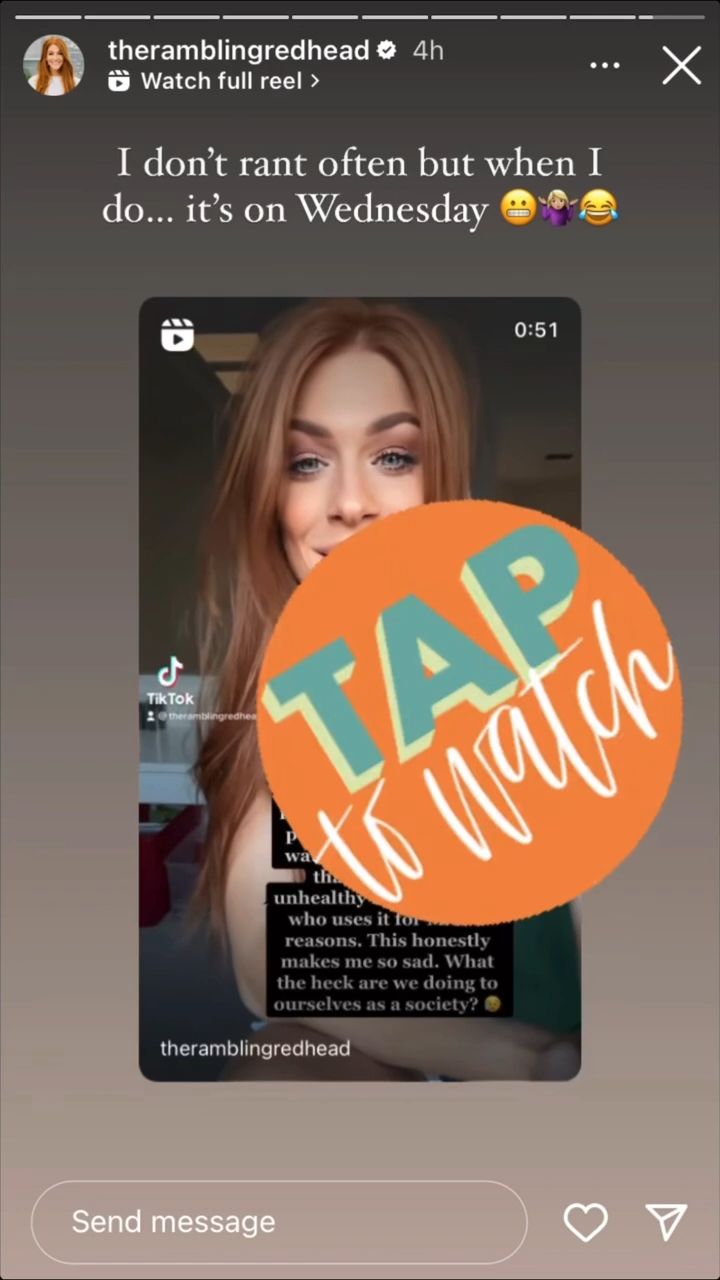 theramblingredhead 4h
Watch full reel >
I don't rant often but when I
do... it's on Wednesday 😬🤷🏼‍♀️😂
0:51
TAP
to watch
TikTok
@theramblingredhea
wa
unhealthy
who uses it for
reasons. This honestly
makes me so sad. What
the heck are we doing to
ourselves as a society? 😥
theramblingredhead
Send message